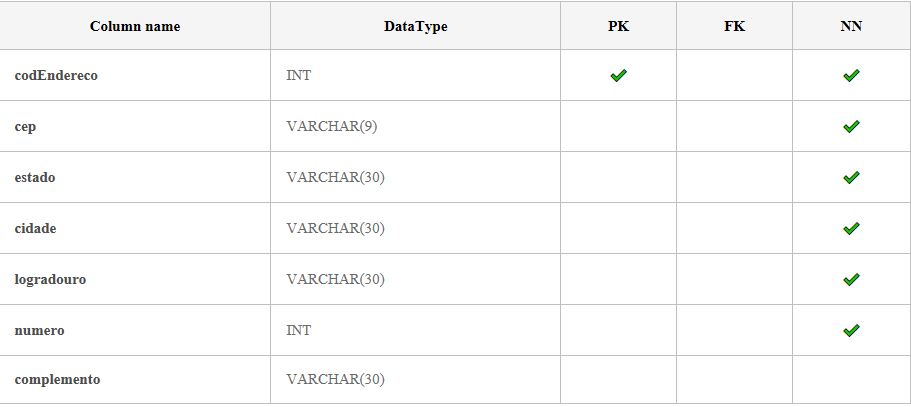 Column name DataType PK FK NN
codEndereco INT
cep VARCHAR(9)
estado VARCHAR(30)
cidade VARCHAR(30)
logradouro VARCHAR(30)
numero INT
complemento VARCHAR(30)